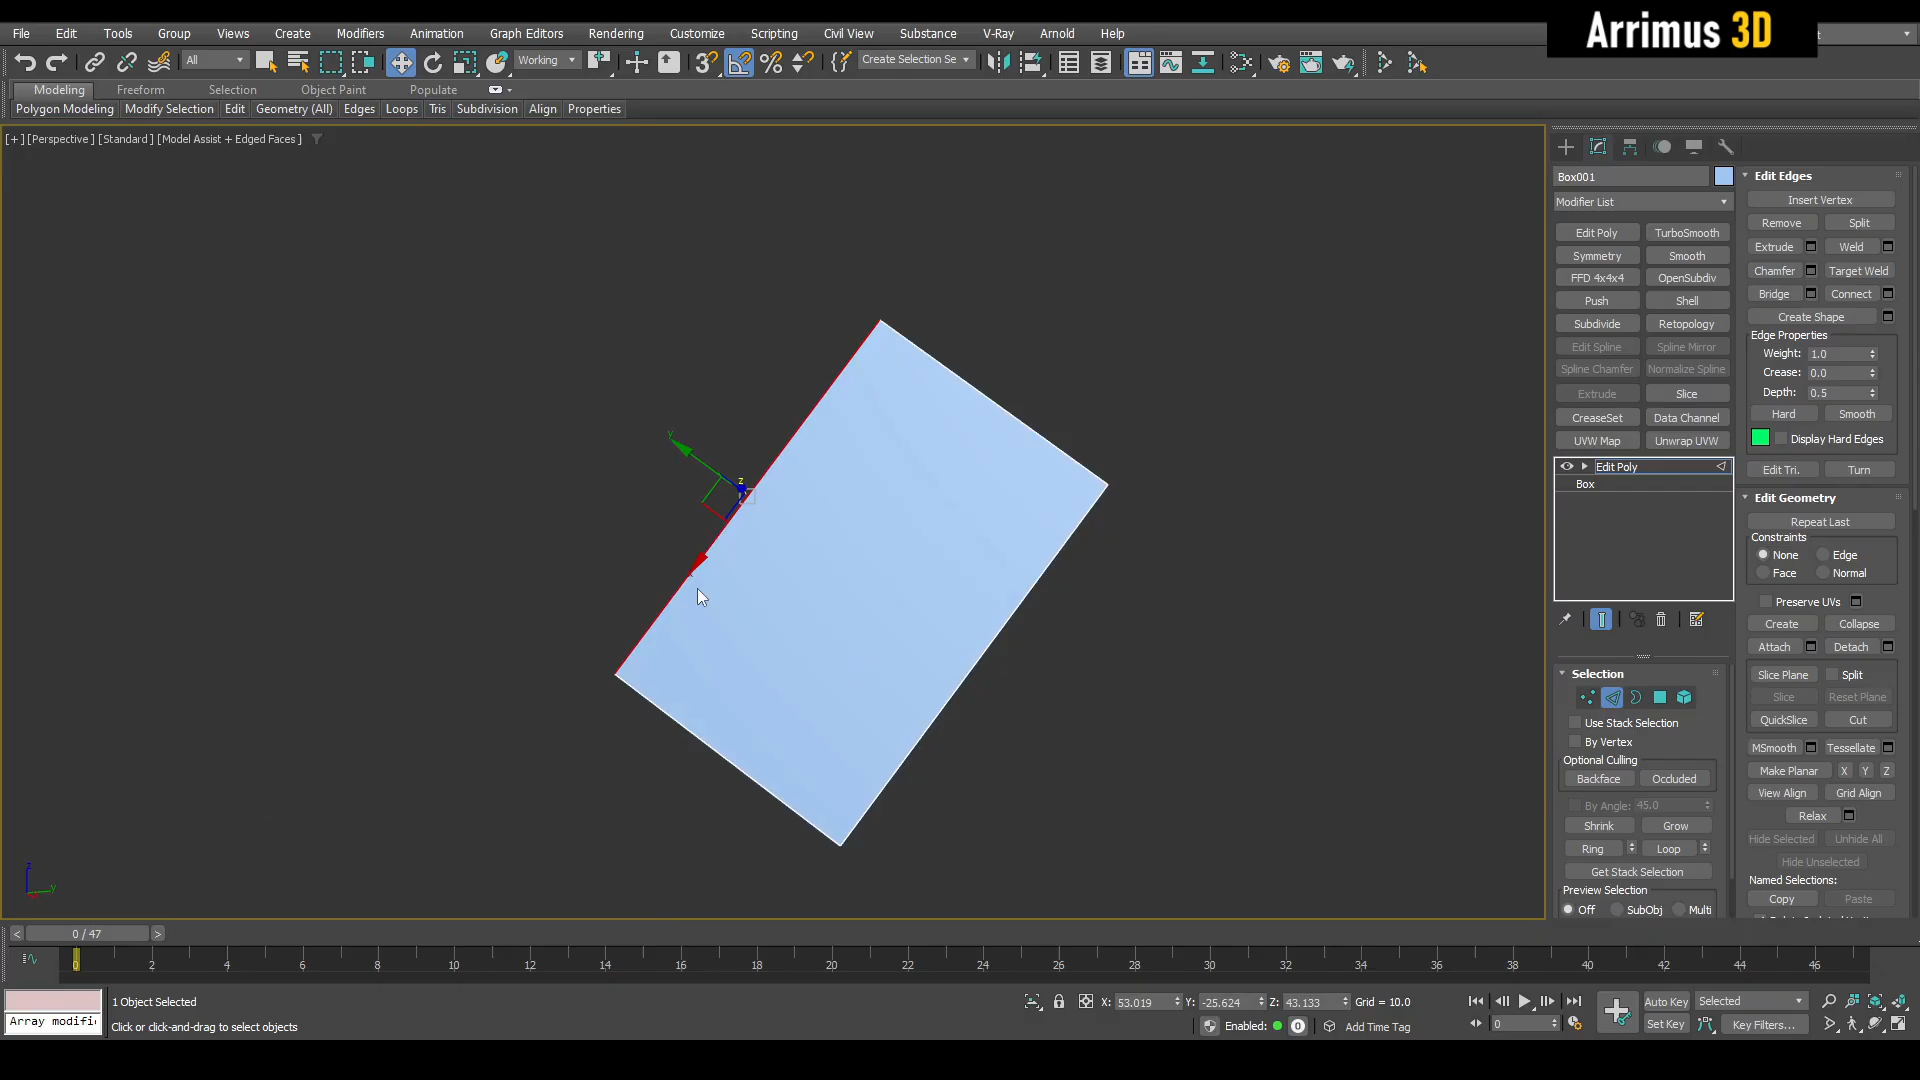 Arrimus 3D
File Edit Tools Group Views Create Modifiers Animation Graph Editors Rendering Customize Scripting Civil View Substance V-Ray Arnold Help
All Working Create Selection Se
Modeling Freeform Selection Object Paint Populate
Polygon Modeling Modify Selection Edit Geometry (All) Edges Loops Tris Subdivision Align Properties
[+] [Perspective] [Standard] [Model Assist + Edged Faces]
y
z
z
y
Box001
Modifier List
Edit Poly TurboSmooth
Symmetry Smooth
FFD 4x4x4 OpenSubdiv
Push Shell
Subdivide Retopology
Edit Spline Spline Mirror
Spline Chamfer Normalize Spline
Extrude Slice
CreaseSet Data Channel
UVW Map Unwrap UVW
Edit Poly
Box
Selection
Use Stack Selection
By Vertex
Optional Culling
Backface Occluded
By Angle: 45.0
Shrink Grow
Ring Loop
Get Stack Selection
Preview Selection
Off SubObj Multi
Edit Edges
Insert Vertex
Remove Split
Extrude Weld
Chamfer Target Weld
Bridge Connect
Create Shape
Edge Properties
Weight: 1.0
Crease: 0.0
Depth: 0.5
Hard Smooth
Display Hard Edges
Edit Tri. Turn
Edit Geometry
Repeat Last
Constraints
None Edge
Face Normal
Preserve UVs
Create Collapse
Attach Detach
Slice Plane Split
Slice Reset Plane
QuickSlice Cut
MSmooth Tessellate
Make Planar X Y Z
View Align Grid Align
Relax
Hide Selected Unhide All
Hide Unselected
Named Selections:
Copy Paste
< 0 / 47 >
0 2 4 6 8 10 12 14 16 18 20 22 24 26 28 30 32 34 36 38 40 42 44 46
1 Object Selected X: 53.019 Y: -25.624 Z: 43.133 Grid = 10.0 Auto Key Selected
Array modifi Click or click-and-drag to select objects Enabled: 0 Add Time Tag 0 Set Key Key Filters...